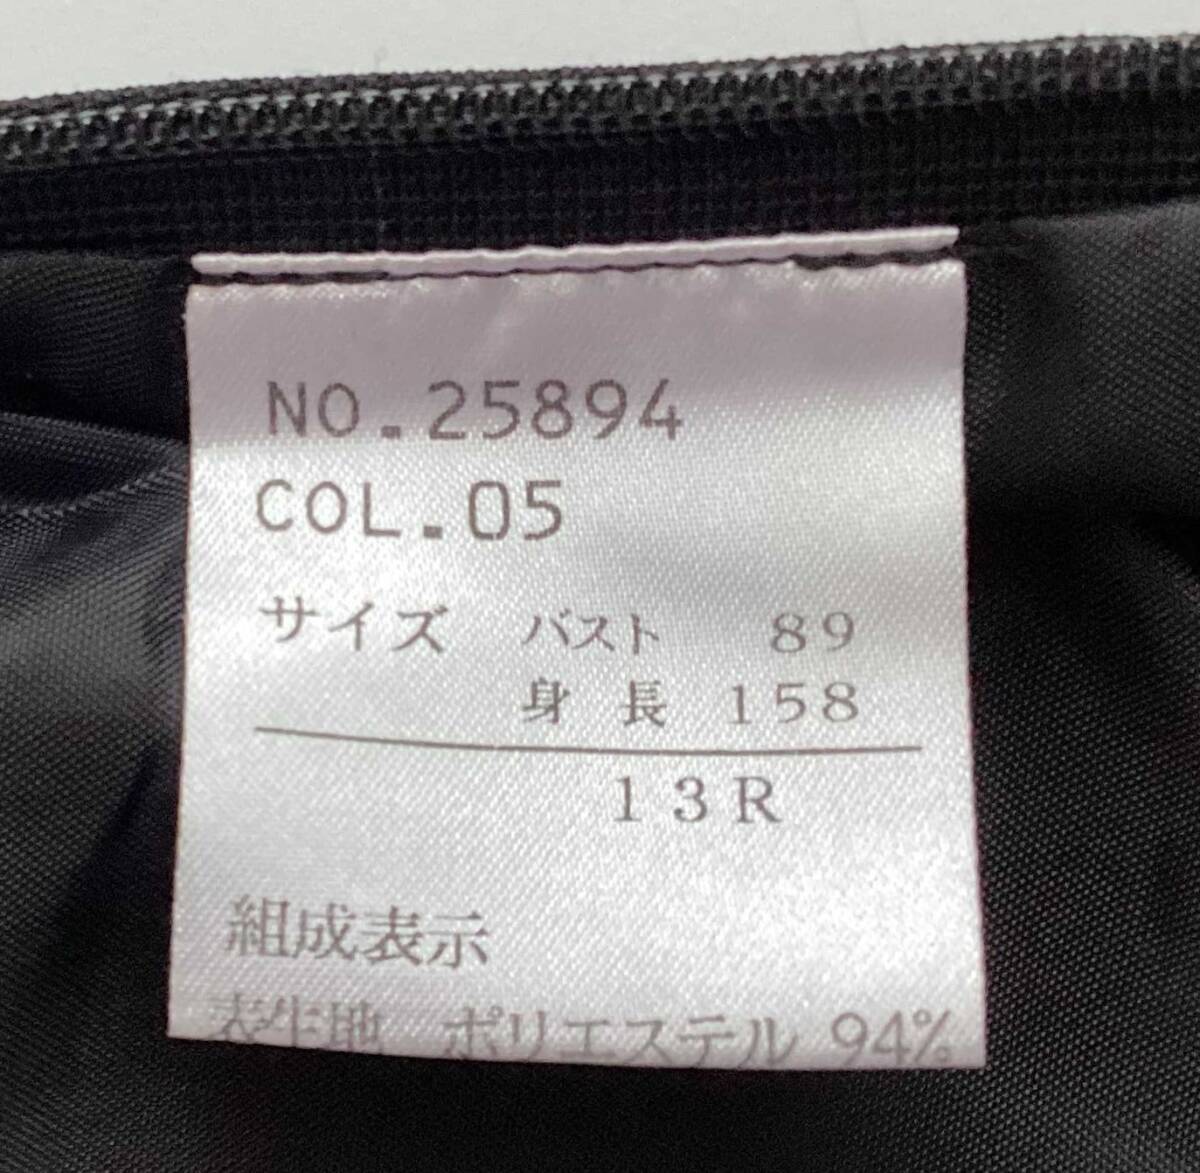 NO.25894
COL.05
サイズ バスト 89
身長 158
13R
組成表示
表生地 ポリエステル 94%